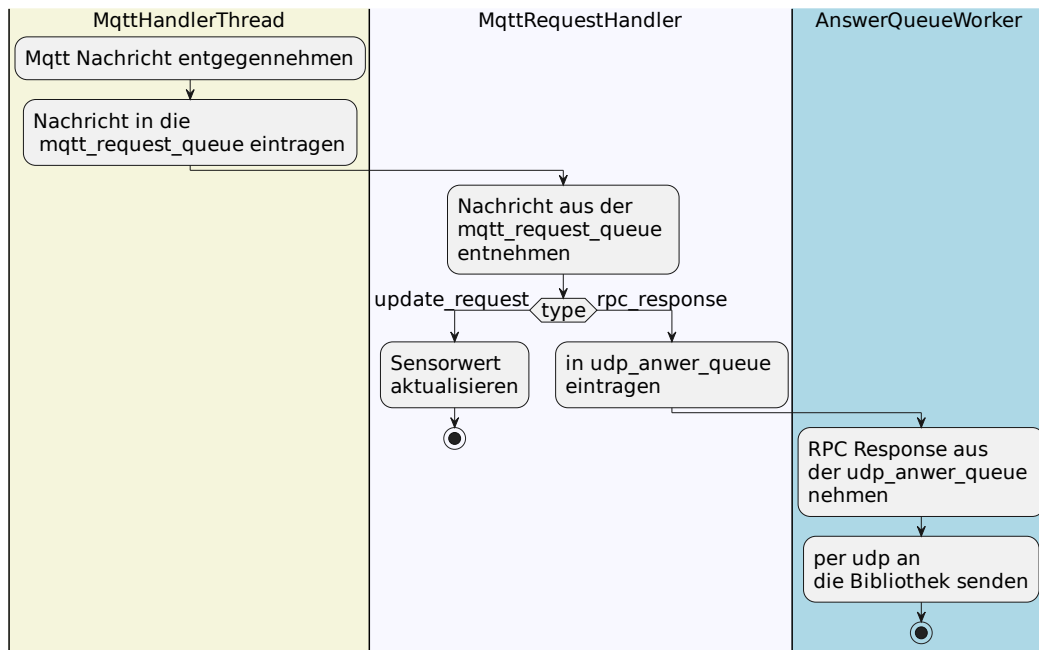 MqttHandlerThread
MqttRequestHandler
AnswerQueueWorker
Mqtt Nachricht entgegennehmen
Nachricht in die
mqtt_request_queue eintragen
Nachricht aus der
mqtt_request_queue
entnehmen
update_request
type
rpc_response
Sensorwert
aktualisieren
in udp_anwer_queue
eintragen
RPC Response aus
der udp_anwer_queue
nehmen
per udp an
die Bibliothek senden